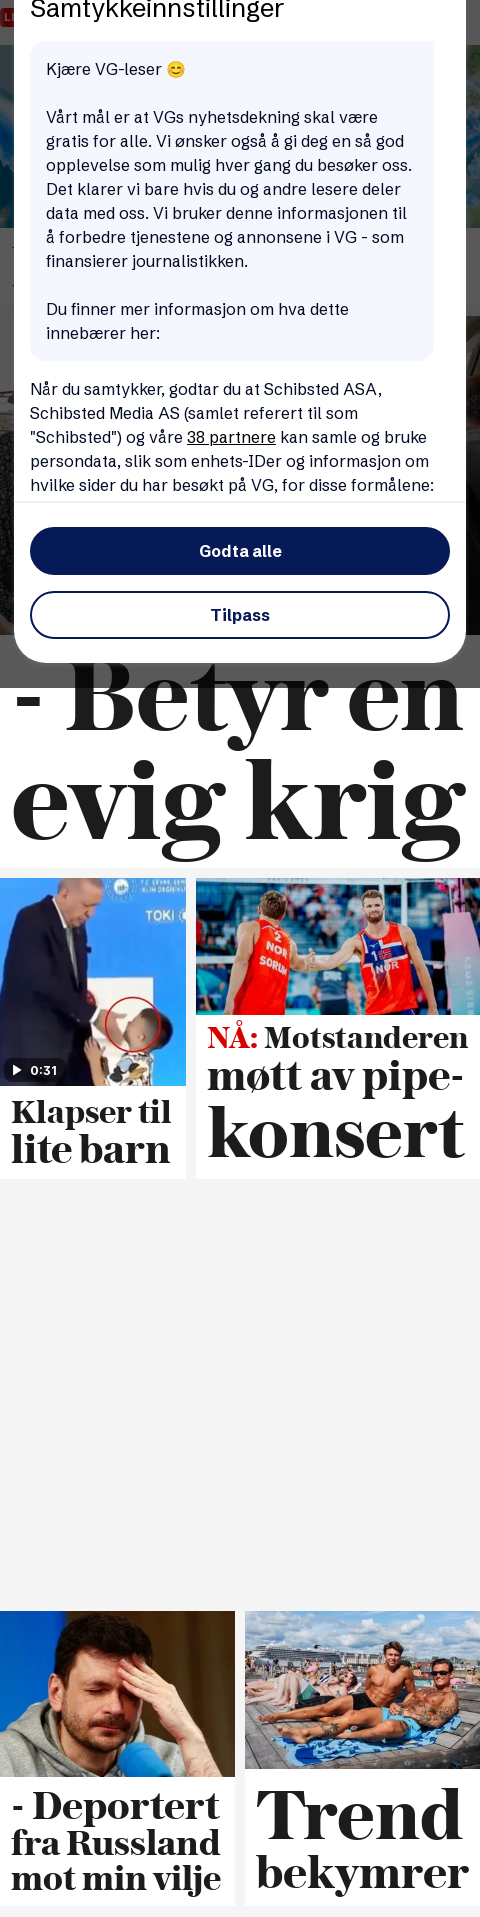 Samtykkeinnstillinger
Kjære VG-leser 😊
Vårt mål er at VGs nyhetsdekning skal være
gratis for alle. Vi ønsker også å gi deg en så god
opplevelse som mulig hver gang du besøker oss.
Det klarer vi bare hvis du og andre lesere deler
data med oss. Vi bruker denne informasjonen til
å forbedre tjenestene og annonsene i VG - som
finansierer journalistikken.
Du finner mer informasjon om hva dette
innebærer her:
Når du samtykker, godtar du at Schibsted ASA,
Schibsted Media AS (samlet referert til som
"Schibsted") og våre 38 partnere kan samle og bruke
persondata, slik som enhets-IDer og informasjon om
hvilke sider du har besøkt på VG, for disse formålene:
Godta alle
Tilpass
- Betyr en
evig krig
TOKİ
0:31
Klapser til
lite barn
NOR
SORUM
NOR
NÅ: Motstanderen
møtt av pipe-
konsert
- Deportert
fra Russland
mot min vilje
Trend
bekymrer